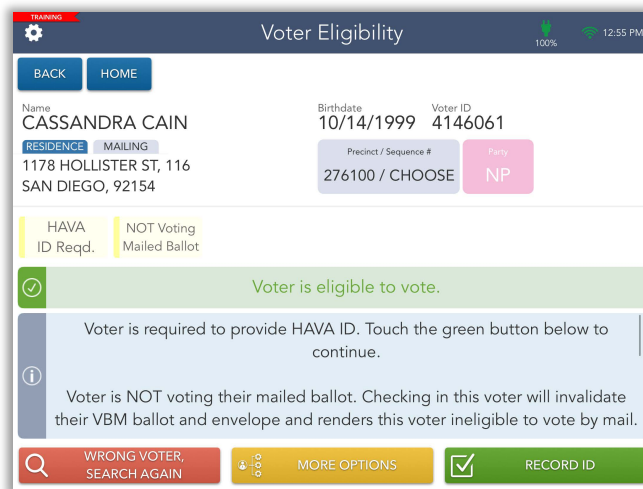 TRAINING
Voter Eligibility
100%
12:55 PM
BACK
HOME
Name
CASSANDRA CAIN
Birthdate
10/14/1999
Voter ID
4146061
RESIDENCE
MAILING
1178 HOLLISTER ST, 116
SAN DIEGO, 92154
Precinct / Sequence #
276100 / CHOOSE
Party
NP
HAVA
ID Reqd.
NOT Voting
Mailed Ballot
Voter is eligible to vote.
Voter is required to provide HAVA ID. Touch the green button below to
continue.
Voter is NOT voting their mailed ballot. Checking in this voter will invalidate
their VBM ballot and envelope and renders this voter ineligible to vote by mail.
WRONG VOTER,
SEARCH AGAIN
MORE OPTIONS
RECORD ID